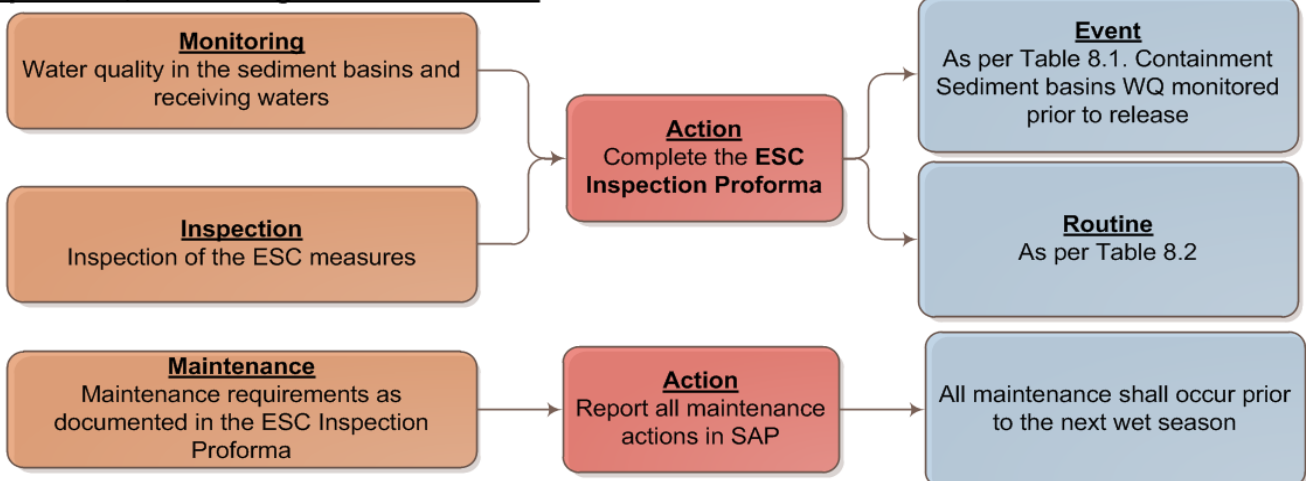 Monitoring
Water quality in the sediment basins and
receiving waters
Inspection
Inspection of the ESC measures
Action
Complete the ESC
Inspection Proforma
Event
As per Table 8.1. Containment
Sediment basins WQ monitored
prior to release
Routine
As per Table 8.2
Maintenance
Maintenance requirements as
documented in the ESC Inspection
Proforma
Action
Report all maintenance
actions in SAP
All maintenance shall occur prior
to the next wet season